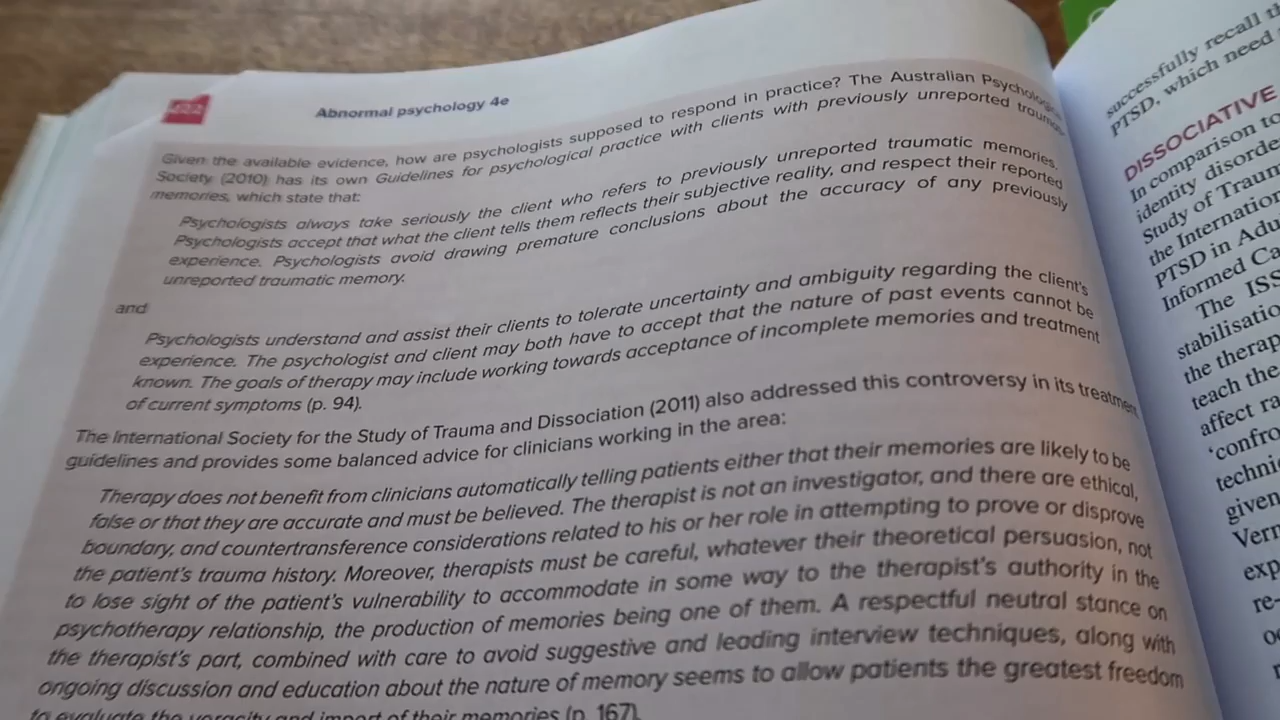 Abnormal psychology 4e
Given the available evidence, how are psychologists supposed to respond in practice? The Australian Psychological
Society (2010) has its own Guidelines for psychological practice with clients with previously unreported traumatic
memories, which state that:
Psychologists always take seriously the client who refers to previously unreported traumatic memories.
Psychologists accept that what the client tells them reflects their subjective reality, and respect their reported
experience. Psychologists avoid drawing premature conclusions about the accuracy of any previously
unreported traumatic memory.
and
Psychologists understand and assist their clients to tolerate uncertainty and ambiguity regarding the client's
experience. The psychologist and client may both have to accept that the nature of past events cannot be
known. The goals of therapy may include working towards acceptance of incomplete memories and treatment
of current symptoms (p. 94).
The International Society for the Study of Trauma and Dissociation (2011) also addressed this controversy in its treatment
guidelines and provides some balanced advice for clinicians working in the area:
Therapy does not benefit from clinicians automatically telling patients either that their memories are likely to be
false or that they are accurate and must be believed. The therapist is not an investigator, and there are ethical,
boundary, and countertransference considerations related to his or her role in attempting to prove or disprove
the patient's trauma history. Moreover, therapists must be careful, whatever their theoretical persuasion, not
to lose sight of the patient's vulnerability to accommodate in some way to the therapist's authority in the
psychotherapy relationship, the production of memories being one of them. A respectful neutral stance on
the therapist's part, combined with care to avoid suggestive and leading interview techniques, along with
ongoing discussion and education about the nature of memory seems to allow patients the greatest freedom
to evaluate the veracity and import of their memories (p. 167).
successfully recall
PTSD, which need
DISSOCIATIVE
In comparison to
identity
Study of
the
PTSD in
Informed
The
the
teach the
affect
given